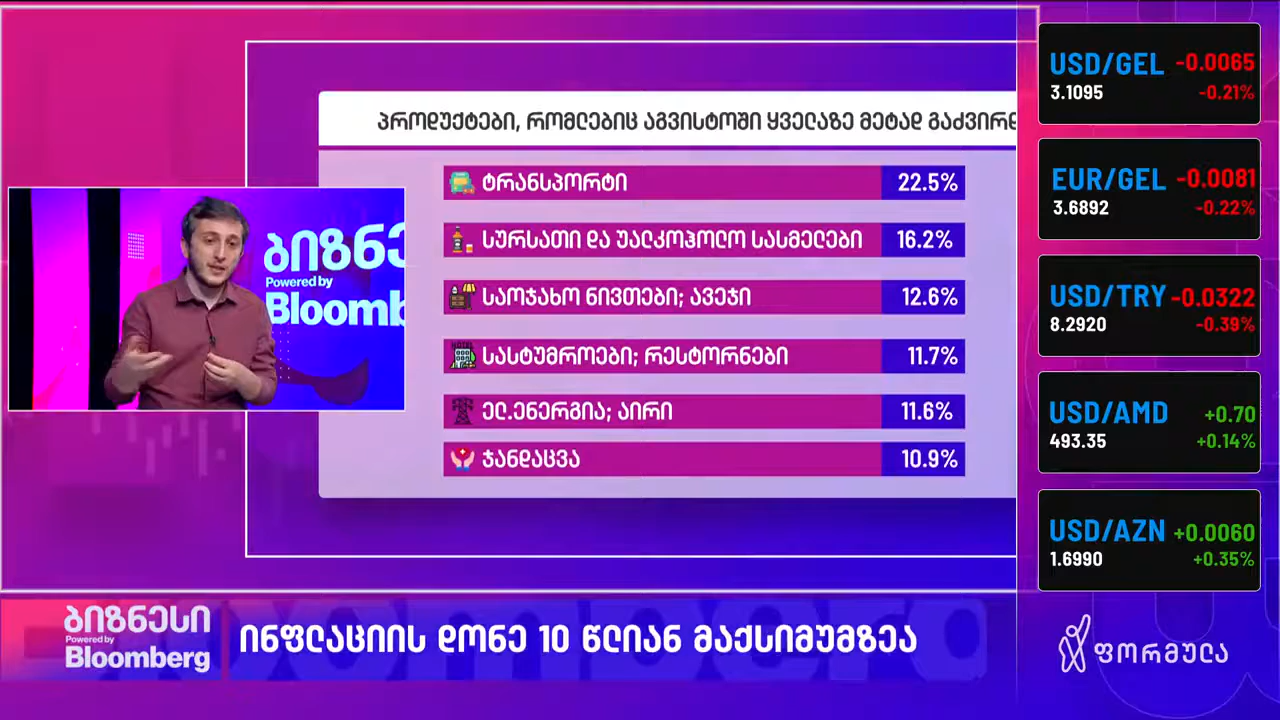 პროდუქტები, რომლებიც აგვისტოში ყველაზე მეტად გაძვირდ
ტრანსპორტი 22.5%
სურსათი და უალკოჰოლო სასმელები 16.2%
საოჯახო ნივთები; ავეჯი 12.6%
სასტუმროები; რესტორნები 11.7%
ელ.ენერგია; აირი 11.6%
ჯანდაცვა 10.9%
ბიზნე
Powered by
Bloomb
USD/GEL -0.0065
3.1095 -0.21%
EUR/GEL -0.0081
3.6892 -0.22%
USD/TRY -0.0322
8.2920 -0.39%
USD/AMD +0.70
493.35 +0.14%
USD/AZN +0.0060
1.6990 +0.35%
ბიზნესი
Powered by
Bloomberg
ინფლაციის დონე 10 წლიან მაქსიმუმზეა
ფორმულა